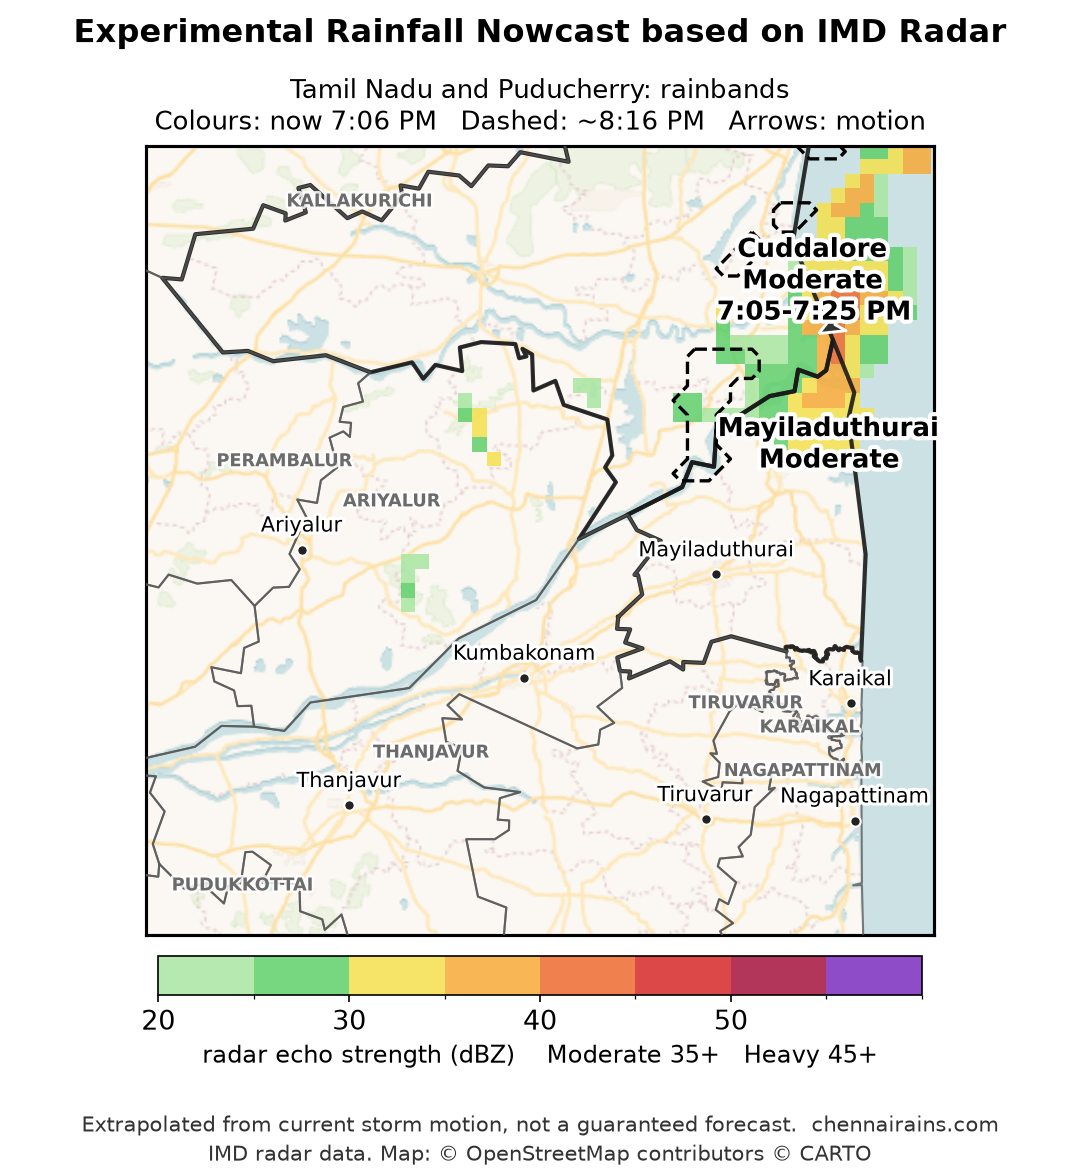 Experimental Rainfall Nowcast based on IMD Radar
Tamil Nadu and Puducherry: rainbands
Colours: now 7:06 PM   Dashed: ~8:16 PM   Arrows: motion
KALLAKURICHI
Cuddalore
Moderate
7:05-7:25 PM
Mayiladuthurai
Moderate
PERAMBALUR
ARIYALUR
Ariyalur
Mayiladuthurai
Kumbakonam
Karaikal
TIRUVARUR
KARAIKAL
THANJAVUR
NAGAPATTINAM
Thanjavur
Tiruvarur
Nagapattinam
PUDUKKOTTAI
20 30 40 50
radar echo strength (dBZ)   Moderate 35+   Heavy 45+
Extrapolated from current storm motion, not a guaranteed forecast.  chennairains.com
IMD radar data. Map: © OpenStreetMap contributors © CARTO